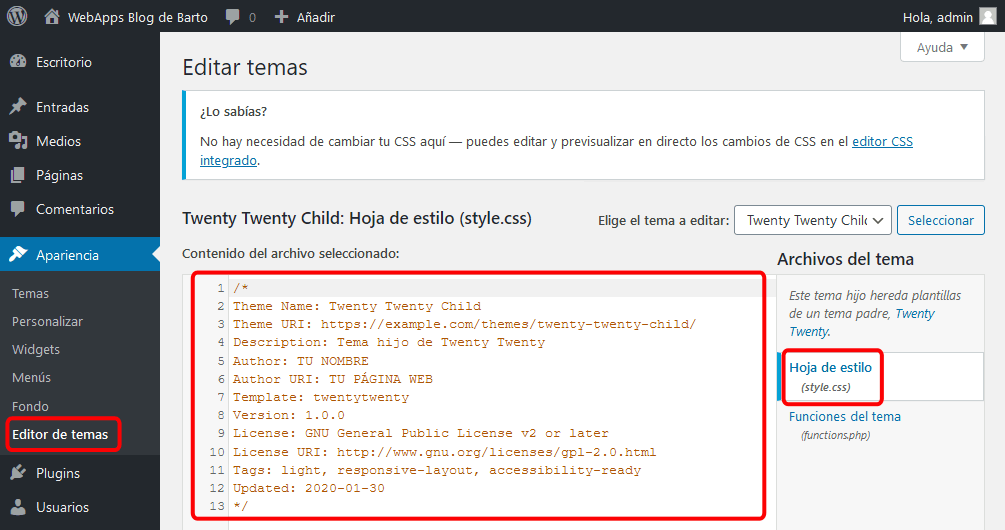 WebApps Blog de Barto 0 Añadir Hola, admin
Escritorio
Entradas
Medios
Páginas
Comentarios
Apariencia
Temas
Personalizar
Widgets
Menús
Fondo
Editor de temas
Plugins
Usuarios
Ayuda
Editar temas
¿Lo sabías?
No hay necesidad de cambiar tu CSS aquí — puedes editar y previsualizar en directo los cambios de CSS en el editor CSS
integrado.
Twenty Twenty Child: Hoja de estilo (style.css)
Elige el tema a editar: Twenty Twenty Chilc Seleccionar
Contenido del archivo seleccionado:
1 /*
2 Theme Name: Twenty Twenty Child
3 Theme URI: https://example.com/themes/twenty-twenty-child/
4 Description: Tema hijo de Twenty Twenty
5 Author: TU NOMBRE
6 Author URI: TU PÁGINA WEB
7 Template: twentytwenty
8 Version: 1.0.0
9 License: GNU General Public License v2 or later
10 License URI: http://www.gnu.org/licenses/gpl-2.0.html
11 Tags: light, responsive-layout, accessibility-ready
12 Updated: 2020-01-30
13 */
Archivos del tema
Este tema hijo hereda plantillas
de un tema padre, Twenty
Twenty.
Hoja de estilo
(style.css)
Funciones del tema
(functions.php)